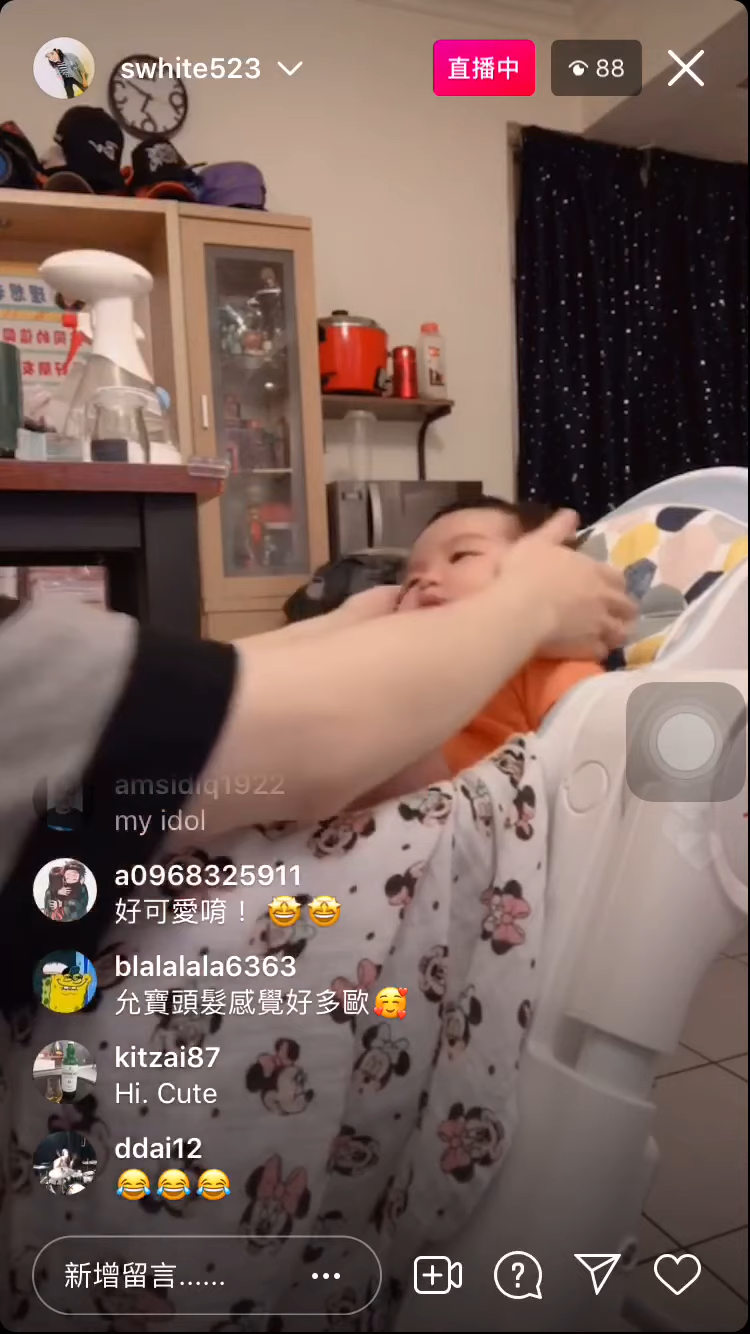 swhite523
直播中
88
amsidiq1922
my idol
a0968325911
好可愛唷！ 🤩🤩
blalalala6363
允寶頭髮感覺好多歐🥰
kitzai87
Hi. Cute
ddai12
😂😂😂
新增留言......